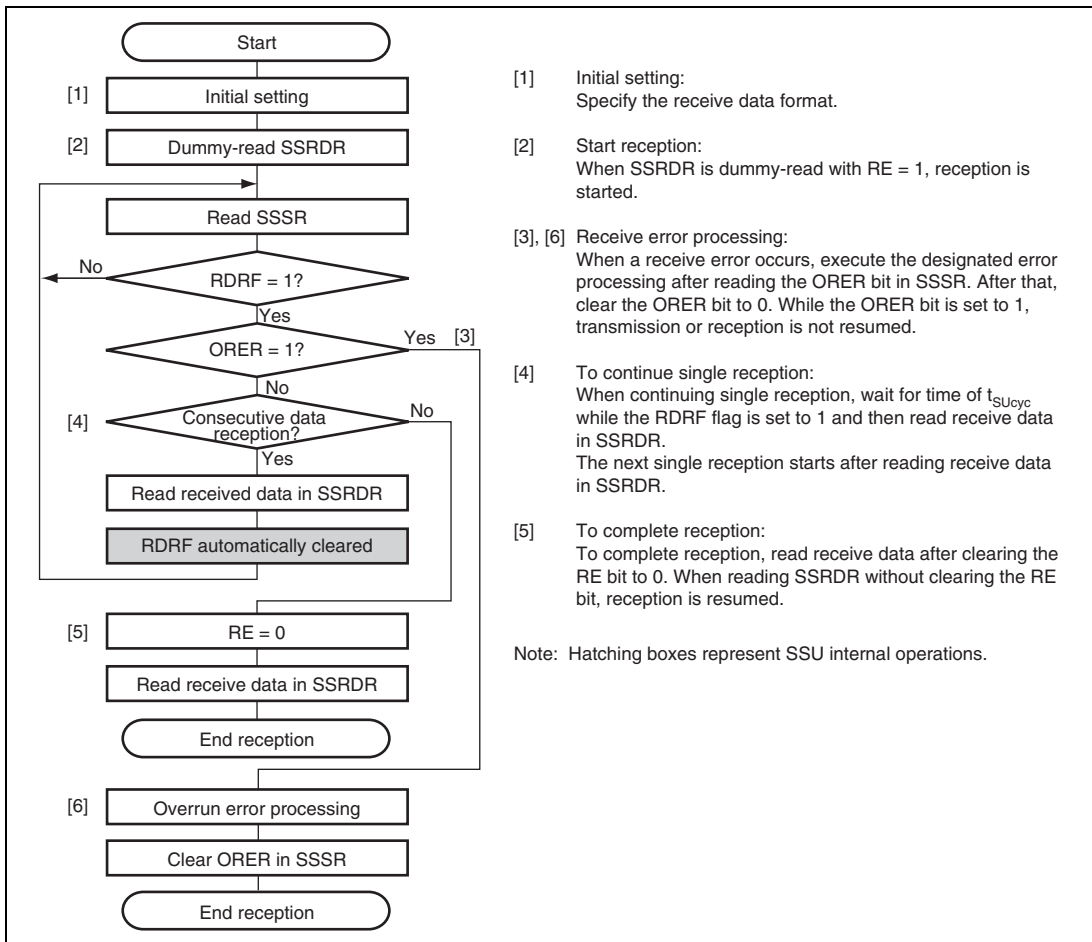 Start
[1] Initial setting
[2] Dummy-read SSRDR
Read SSSR
No
RDRF = 1?
Yes
ORER = 1?
Yes [3]
No
[4] Consecutive data
reception?
No
Yes
Read received data in SSRDR
RDRF automatically cleared
[5] RE = 0
Read receive data in SSRDR
End reception
[6] Overrun error processing
Clear ORER in SSSR
End reception
[1] Initial setting:
Specify the receive data format.
[2] Start reception:
When SSRDR is dummy-read with RE = 1, reception is
started.
[3], [6] Receive error processing:
When a receive error occurs, execute the designated error
processing after reading the ORER bit in SSSR. After that,
clear the ORER bit to 0. While the ORER bit is set to 1,
transmission or reception is not resumed.
[4] To continue single reception:
When continuing single reception, wait for time of tSUcyc
while the RDRF flag is set to 1 and then read receive data
in SSRDR.
The next single reception starts after reading receive data
in SSRDR.
[5] To complete reception:
To complete reception, read receive data after clearing the
RE bit to 0. When reading SSRDR without clearing the RE
bit, reception is resumed.
Note: Hatching boxes represent SSU internal operations.